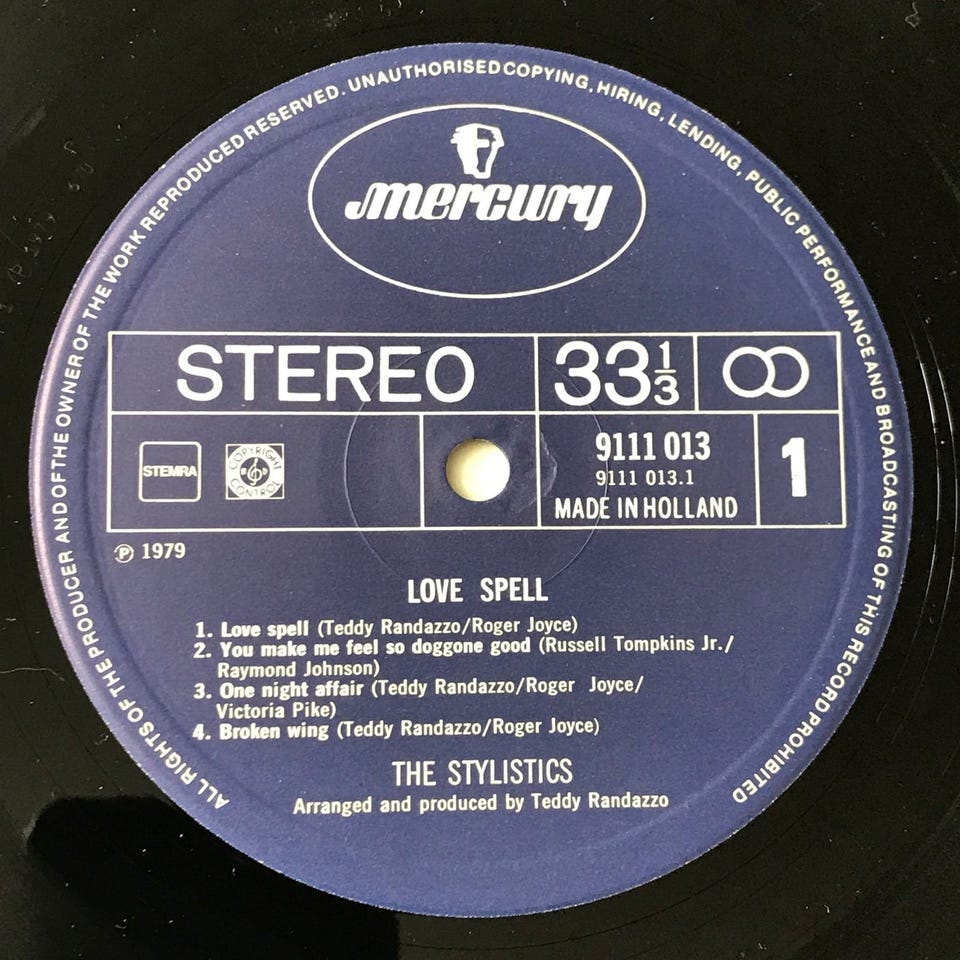 ALL RIGHTS OF THE PRODUCER AND OF THE OWNER OF THE WORK REPRODUCED RESERVED. UNAUTHORISED COPYING, HIRING, LENDING, PUBLIC PERFORMANCE AND BROADCASTING OF THIS RECORD PROHIBITED
mercury
STEREO 33 1/3
STEMRA
COPYRIGHT CONTROL
9111 013
9111 013.1
MADE IN HOLLAND
1
℗ 1979
LOVE SPELL
1. Love spell (Teddy Randazzo/Roger Joyce)
2. You make me feel so doggone good (Russell Tompkins Jr./
Raymond Johnson)
3. One night affair (Teddy Randazzo/Roger Joyce/
Victoria Pike)
4. Broken wing (Teddy Randazzo/Roger Joyce)
THE STYLISTICS
Arranged and produced by Teddy Randazzo